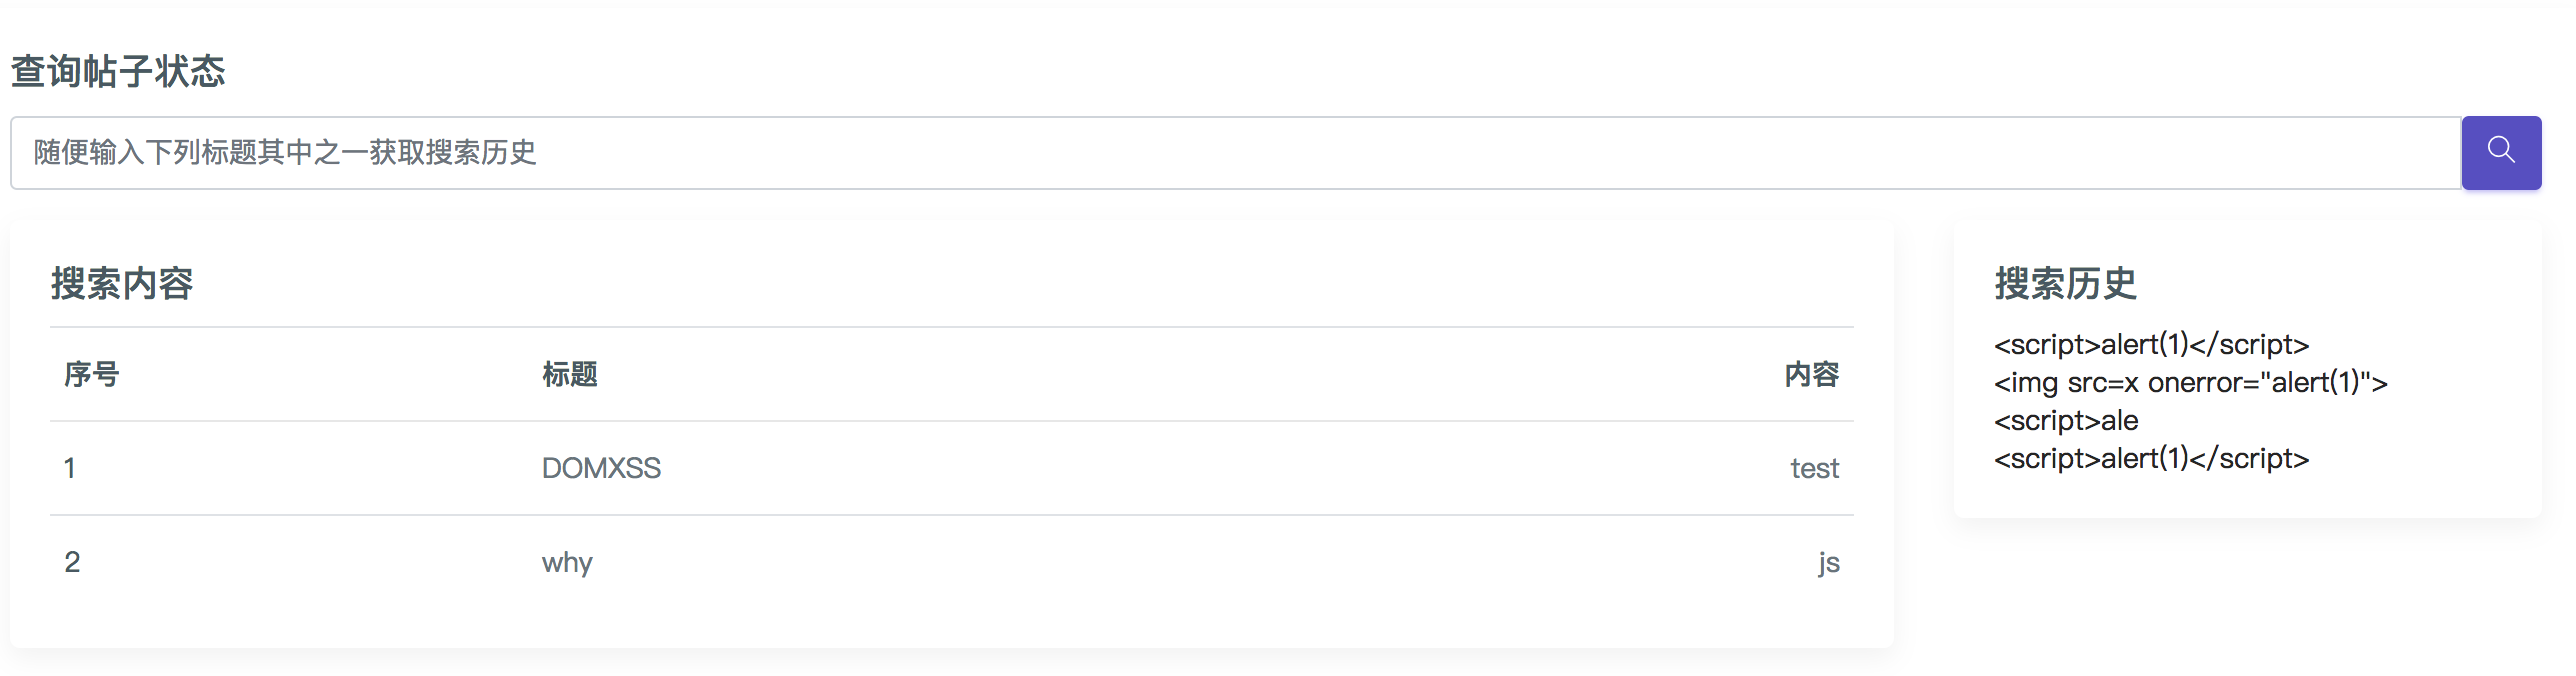 查询帖子状态
随便输入下列标题其中之一获取搜索历史
搜索内容
序号 标题 内容
1 DOMXSS test
2 why js
搜索历史
<script>alert(1)</script>
<img src=x onerror="alert(1)">
<script>ale
<script>alert(1)</script>